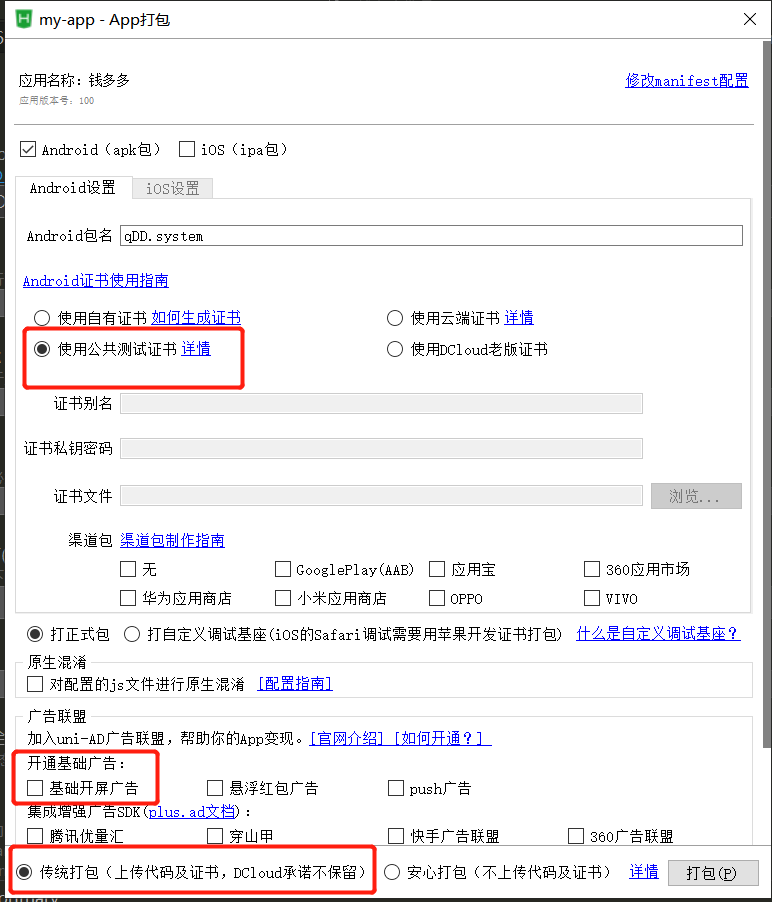 my-app - App打包
应用名称：钱多多 修改manifest配置
应用版本号：100
Android（apk包） iOS（ipa包）
Android设置 iOS设置
Android包名 qDD.system
Android证书使用指南
使用自有证书 如何生成证书 使用云端证书 详情
使用公共测试证书 详情 使用DCloud老版证书
证书别名
证书私钥密码
证书文件 浏览...
渠道包 渠道包制作指南
无 GooglePlay(AAB) 应用宝 360应用市场
华为应用商店 小米应用商店 OPPO VIVO
打正式包 打自定义调试基座(iOS的Safari调试需要用苹果开发证书打包) 什么是自定义调试基座？
原生混淆
对配置的js文件进行原生混淆 [配置指南]
广告联盟
加入uni-AD广告联盟，帮助你的App变现。[官网介绍] [如何开通？]
开通基础广告：
基础开屏广告 悬浮红包广告 push广告
集成增强广告SDK(plus.ad文档)：
腾讯优量汇 穿山甲 快手广告联盟 360广告联盟
传统打包（上传代码及证书，DCloud承诺不保留） 安心打包（不上传代码及证书） 详情 打包(P)